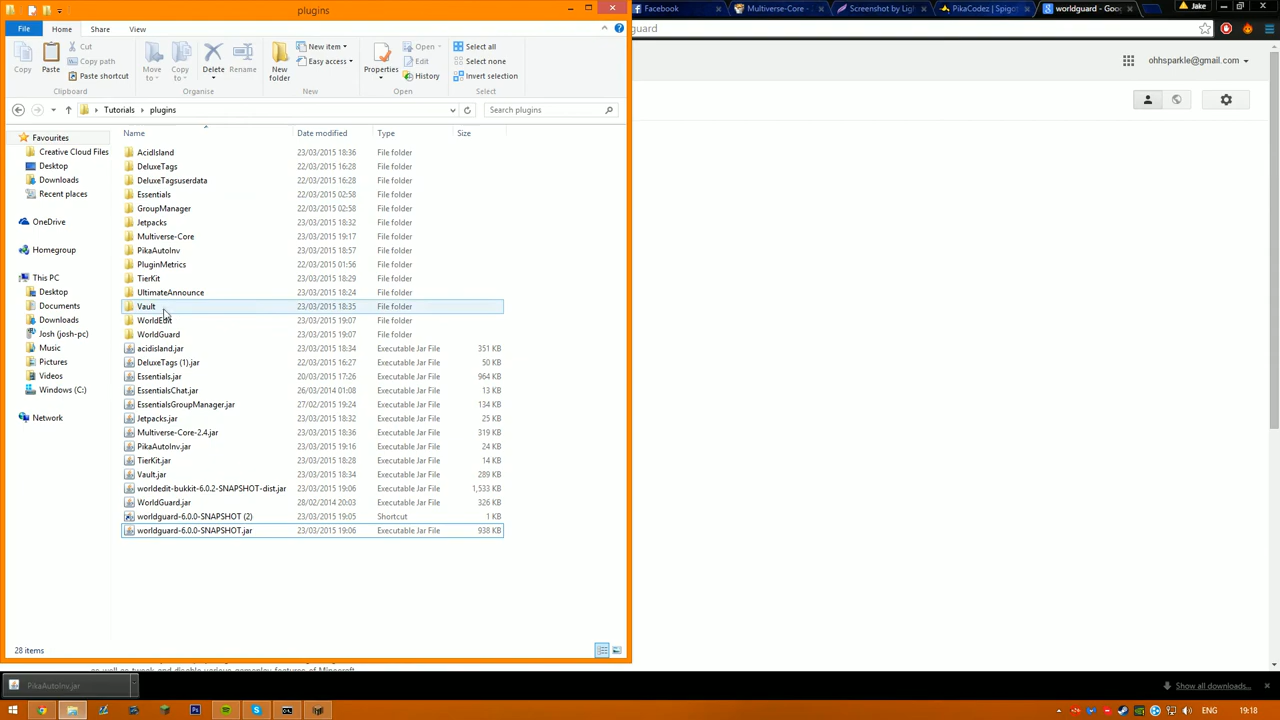 plugins
File Home Share View
Copy
Paste
Cut
Copy path
Paste shortcut
Clipboard
Move to
Copy to
Delete
Rename
Organise
New folder
New item
Easy access
New
Properties
Open
Edit
History
Open
Select all
Select none
Invert selection
Select
Tutorials plugins
Search plugins
Name Date modified Type Size
Favourites
Creative Cloud Files
Desktop
Downloads
Recent places
OneDrive
Homegroup
This PC
Desktop
Documents
Downloads
Josh (josh-pc)
Music
Pictures
Videos
Windows (C:)
Network
AcidIsland 23/03/2015 18:36 File folder
DeluxeTags 22/03/2015 16:28 File folder
DeluxeTagsuserdata 22/03/2015 16:28 File folder
Essentials 22/03/2015 02:58 File folder
GroupManager 22/03/2015 02:58 File folder
Jetpacks 23/03/2015 18:32 File folder
Multiverse-Core 23/03/2015 19:17 File folder
PikaAutoInv 23/03/2015 18:57 File folder
PluginMetrics 22/03/2015 01:56 File folder
TierKit 23/03/2015 18:29 File folder
UltimateAnnounce 23/03/2015 18:24 File folder
Vault 23/03/2015 18:35 File folder
WorldEdit 23/03/2015 19:07 File folder
WorldGuard 23/03/2015 19:07 File folder
acidisland.jar 23/03/2015 18:34 Executable Jar File 351 KB
DeluxeTags (1).jar 22/03/2015 16:27 Executable Jar File 50 KB
Essentials.jar 20/03/2015 17:26 Executable Jar File 964 KB
EssentialsChat.jar 26/03/2014 01:08 Executable Jar File 13 KB
EssentialsGroupManager.jar 27/02/2014 19:24 Executable Jar File 134 KB
Jetpacks.jar 23/03/2015 18:32 Executable Jar File 25 KB
Multiverse-Core-2.4.jar 23/03/2015 18:36 Executable Jar File 319 KB
PikaAutoInv.jar 23/03/2015 19:16 Executable Jar File 24 KB
TierKit.jar 23/03/2015 18:28 Executable Jar File 14 KB
Vault.jar 23/03/2015 18:34 Executable Jar File 289 KB
worldedit-bukkit-6.0.2-SNAPSHOT-dist.jar 23/03/2015 19:06 Executable Jar File 1,533 KB
WorldGuard.jar 28/02/2014 20:03 Executable Jar File 326 KB
worldguard-6.0.0-SNAPSHOT (2) 23/03/2015 19:05 Shortcut 1 KB
worldguard-6.0.0-SNAPSHOT.jar 23/03/2015 19:06 Executable Jar File 938 KB
28 items
Facebook
Multiverse-Core -
Screenshot by Ligh
PikaCodez | Spigo
worldguard - Goo
Jake
guard
ohhsparkle@gmail.com
PikaAutoInv.jar
Show all downloads...
ENG 19:18